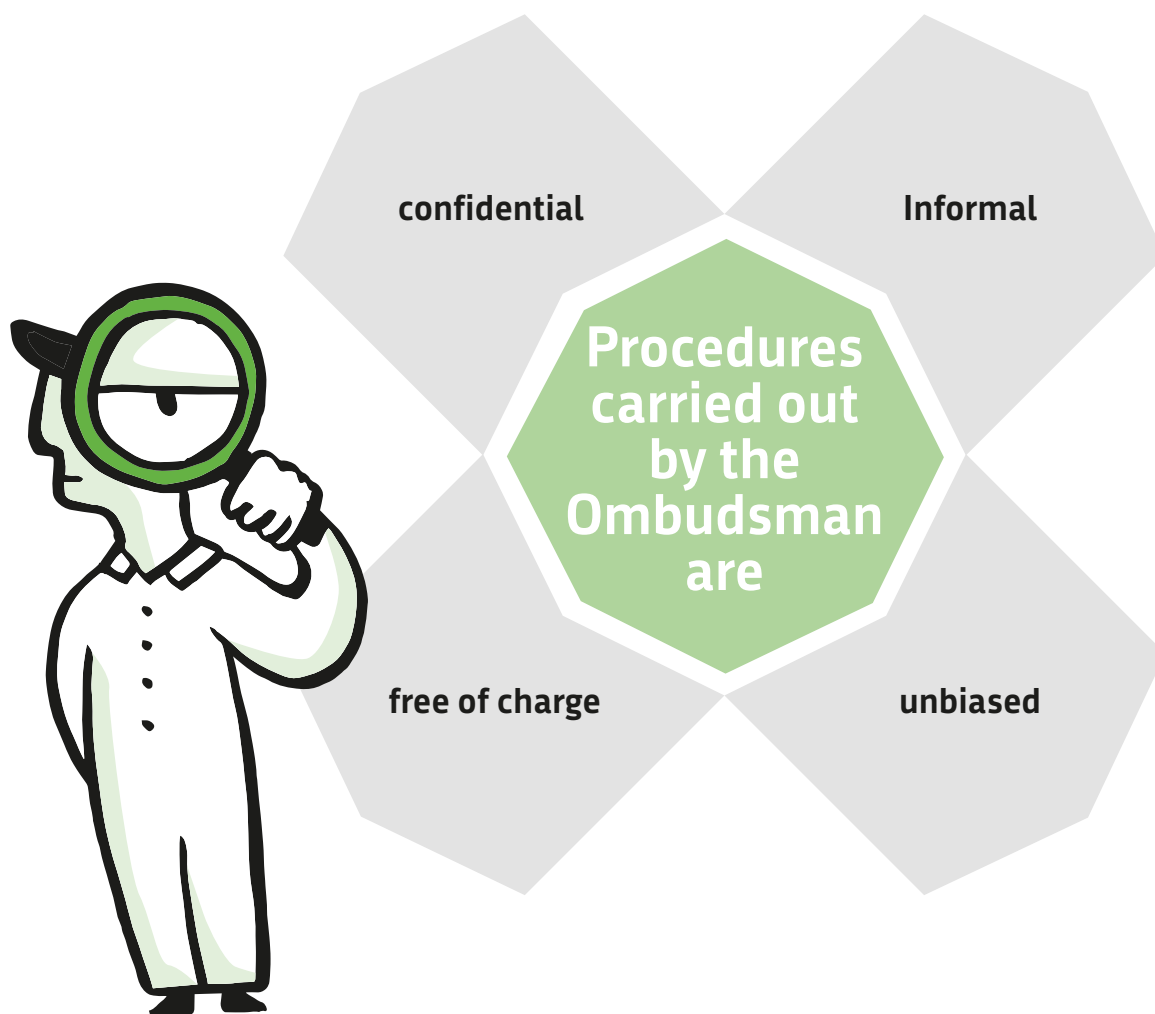 confidential
Informal
Procedures
carried out
by the
Ombudsman
are
free of charge
unbiased